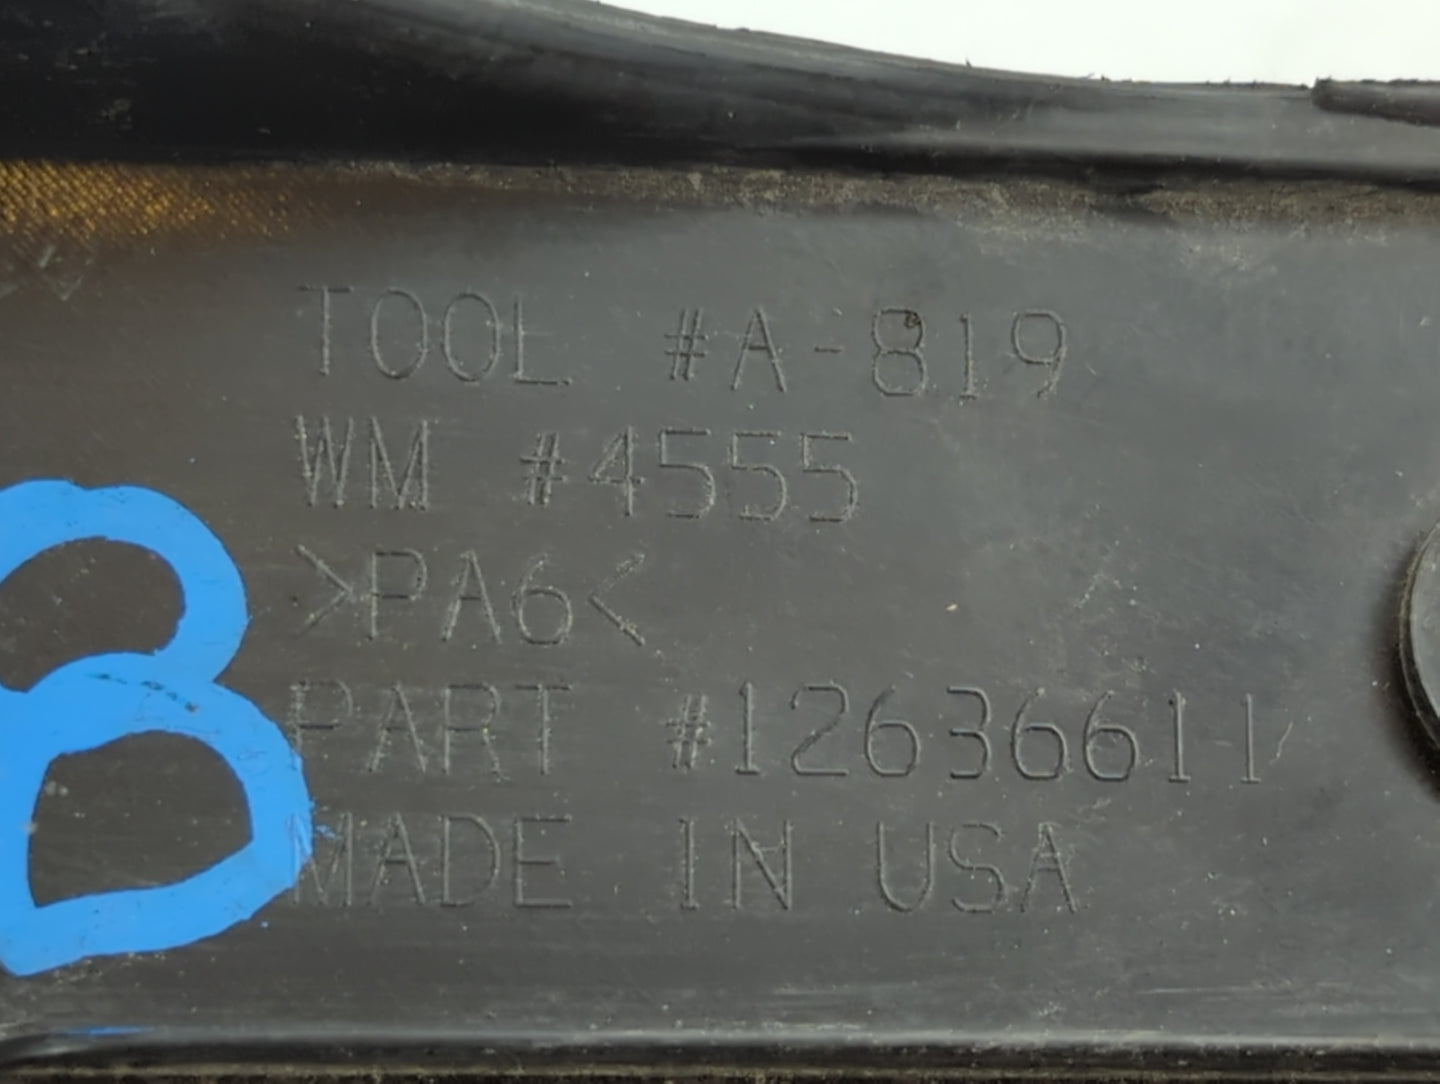 TOOL #A-819
WM #4555
>PA6<
PART #12636611
MADE IN USA
B